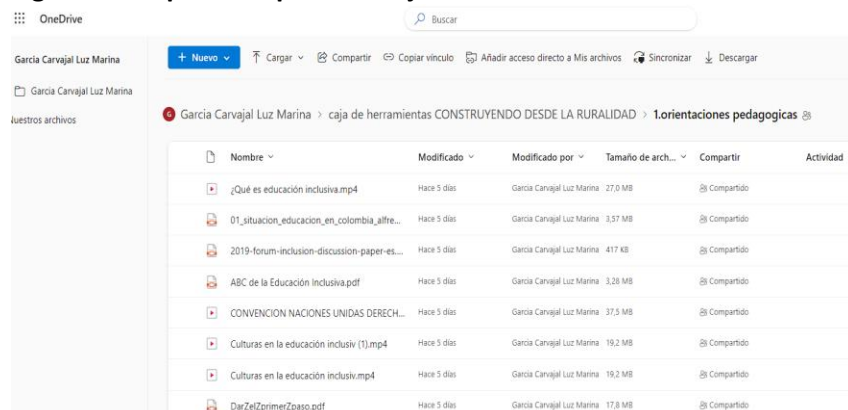 OneDrive
Buscar
Garcia Carvajal Luz Marina
Nuevo
Cargar
Compartir
Copiar vínculo
Añadir acceso directo a Mis archivos
Sincronizar
Descargar
Garcia Carvajal Luz Marina
Nuestros archivos
G Garcia Carvajal Luz Marina > caja de herramientas CONSTRUYENDO DESDE LA RURALIDAD > 1.orientaciones pedagogicas
Nombre Modificado Modificado por Tamaño de arch... Compartir Actividad
¿Qué es educación inclusiva.mp4 Hace 5 días Garcia Carvajal Luz Marina 27,0 MB Compartido
01_situacion_educacion_en_colombia_alfre... Hace 5 días Garcia Carvajal Luz Marina 3,57 MB Compartido
2019-forum-inclusion-discussion-paper-es.... Hace 5 días Garcia Carvajal Luz Marina 417 KB Compartido
ABC de la Educación Inclusiva.pdf Hace 5 días Garcia Carvajal Luz Marina 3,28 MB Compartido
CONVENCION NACIONES UNIDAS DERECH... Hace 5 días Garcia Carvajal Luz Marina 37,5 MB Compartido
Culturas en la educación inclusiv (1).mp4 Hace 5 días Garcia Carvajal Luz Marina 19,2 MB Compartido
Culturas en la educación inclusiv.mp4 Hace 5 días Garcia Carvajal Luz Marina 19,2 MB Compartido
DarZelZprimerZpaso.pdf Hace 5 días Garcia Carvajal Luz Marina 17,8 MB Compartido